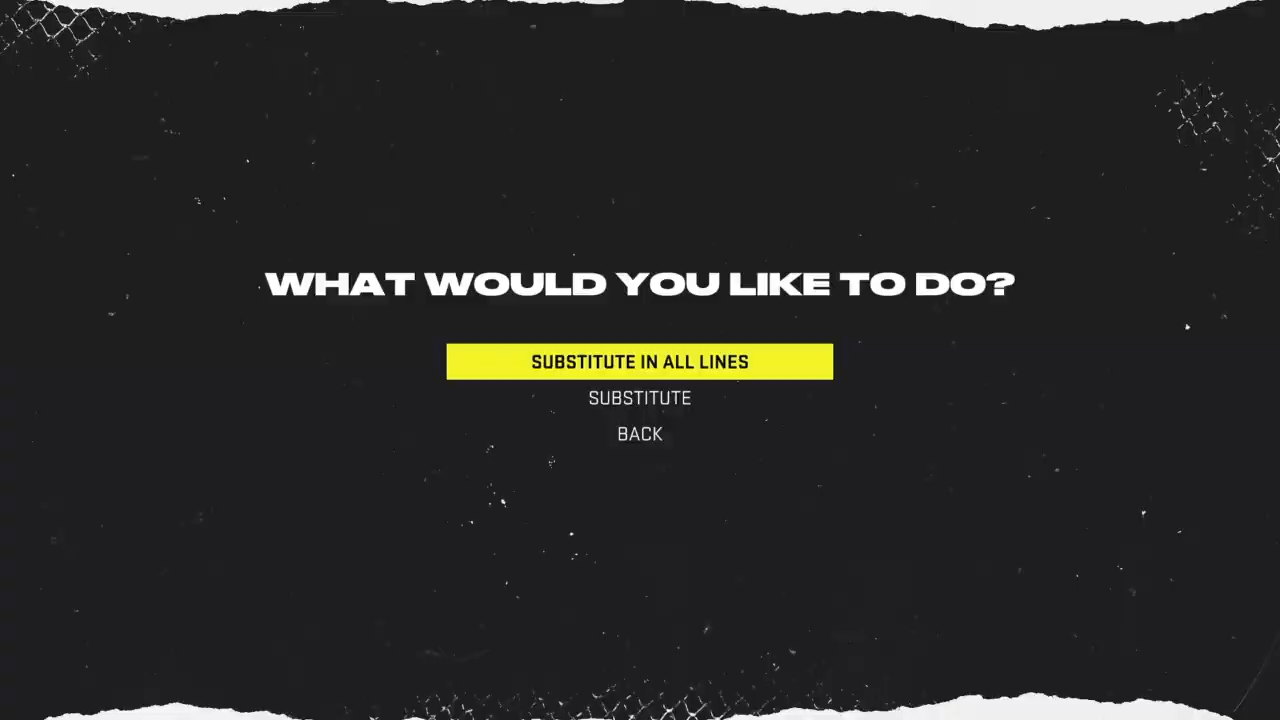 WHAT WOULD YOU LIKE TO DO?
SUBSTITUTE IN ALL LINES
SUBSTITUTE
BACK